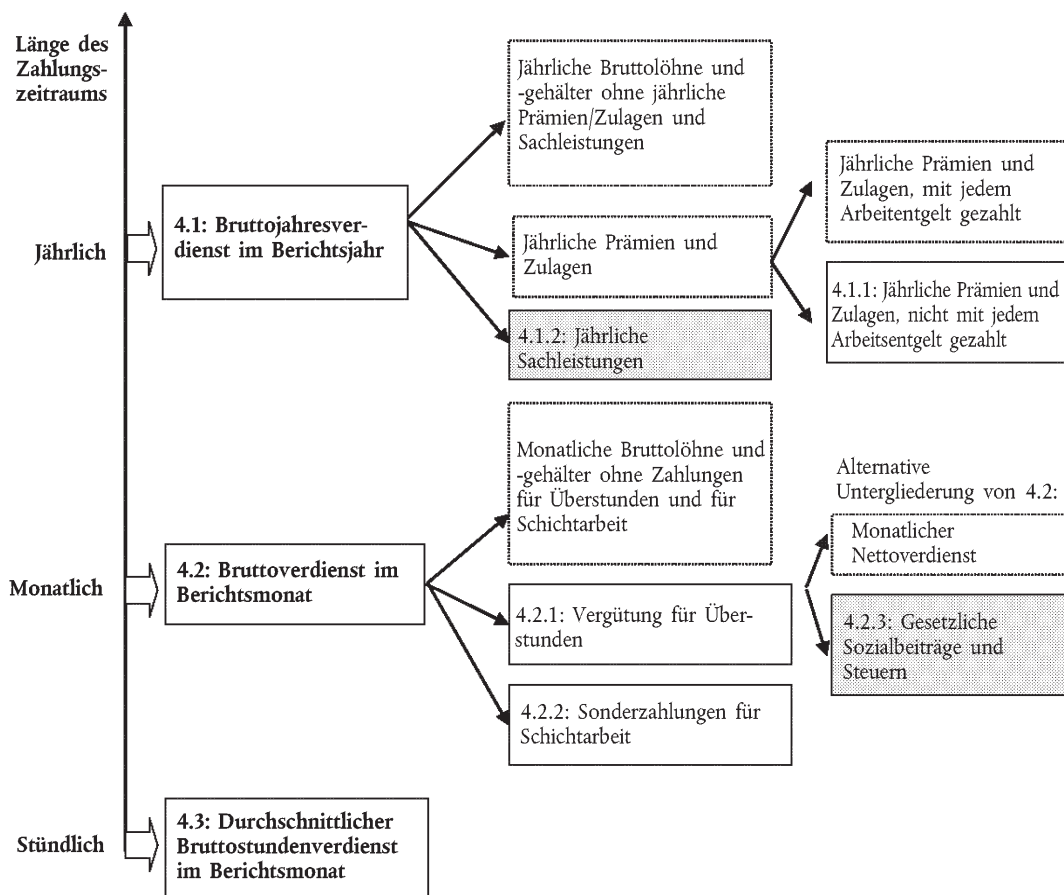 Länge des
Zahlungs-
zeitraums
Jährlich
4.1: Bruttojahresver-
dienst im Berichtsjahr
Jährliche Bruttolöhne und
-gehälter ohne jährliche
Prämien/Zulagen und
Sachleistungen
Jährliche Prämien und
Zulagen
4.1.2: Jährliche
Sachleistungen
Jährliche Prämien und
Zulagen, mit jedem
Arbeitentgelt gezahlt
4.1.1: Jährliche Prämien und
Zulagen, nicht mit jedem
Arbeitsentgelt gezahlt
Monatlich
4.2: Bruttoverdienst im
Berichtsmonat
Monatliche Bruttolöhne und
-gehälter ohne Zahlungen
für Überstunden und für
Schichtarbeit
4.2.1: Vergütung für Über-
stunden
4.2.2: Sonderzahlungen für
Schichtarbeit
Alternative
Untergliederung von 4.2:
Monatlicher
Nettoverdienst
4.2.3: Gesetzliche
Sozialbeiträge und
Steuern
Stündlich
4.3: Durchschnittlicher
Bruttostundenverdienst
im Berichtsmonat